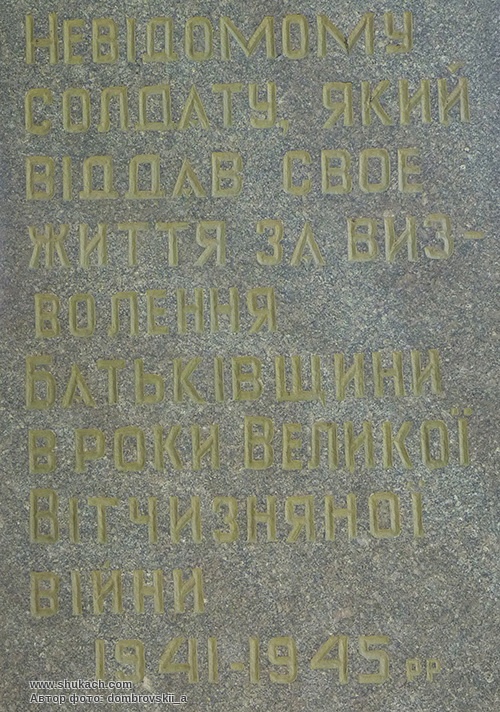 Невідомому
солдату, який
віддав своє
життя за виз-
волення
Батьківщини
в роки Великої
Вітчизняної
війни
1941-1945 рр
www.shukach.com
Автор фото: dombrovskii_a